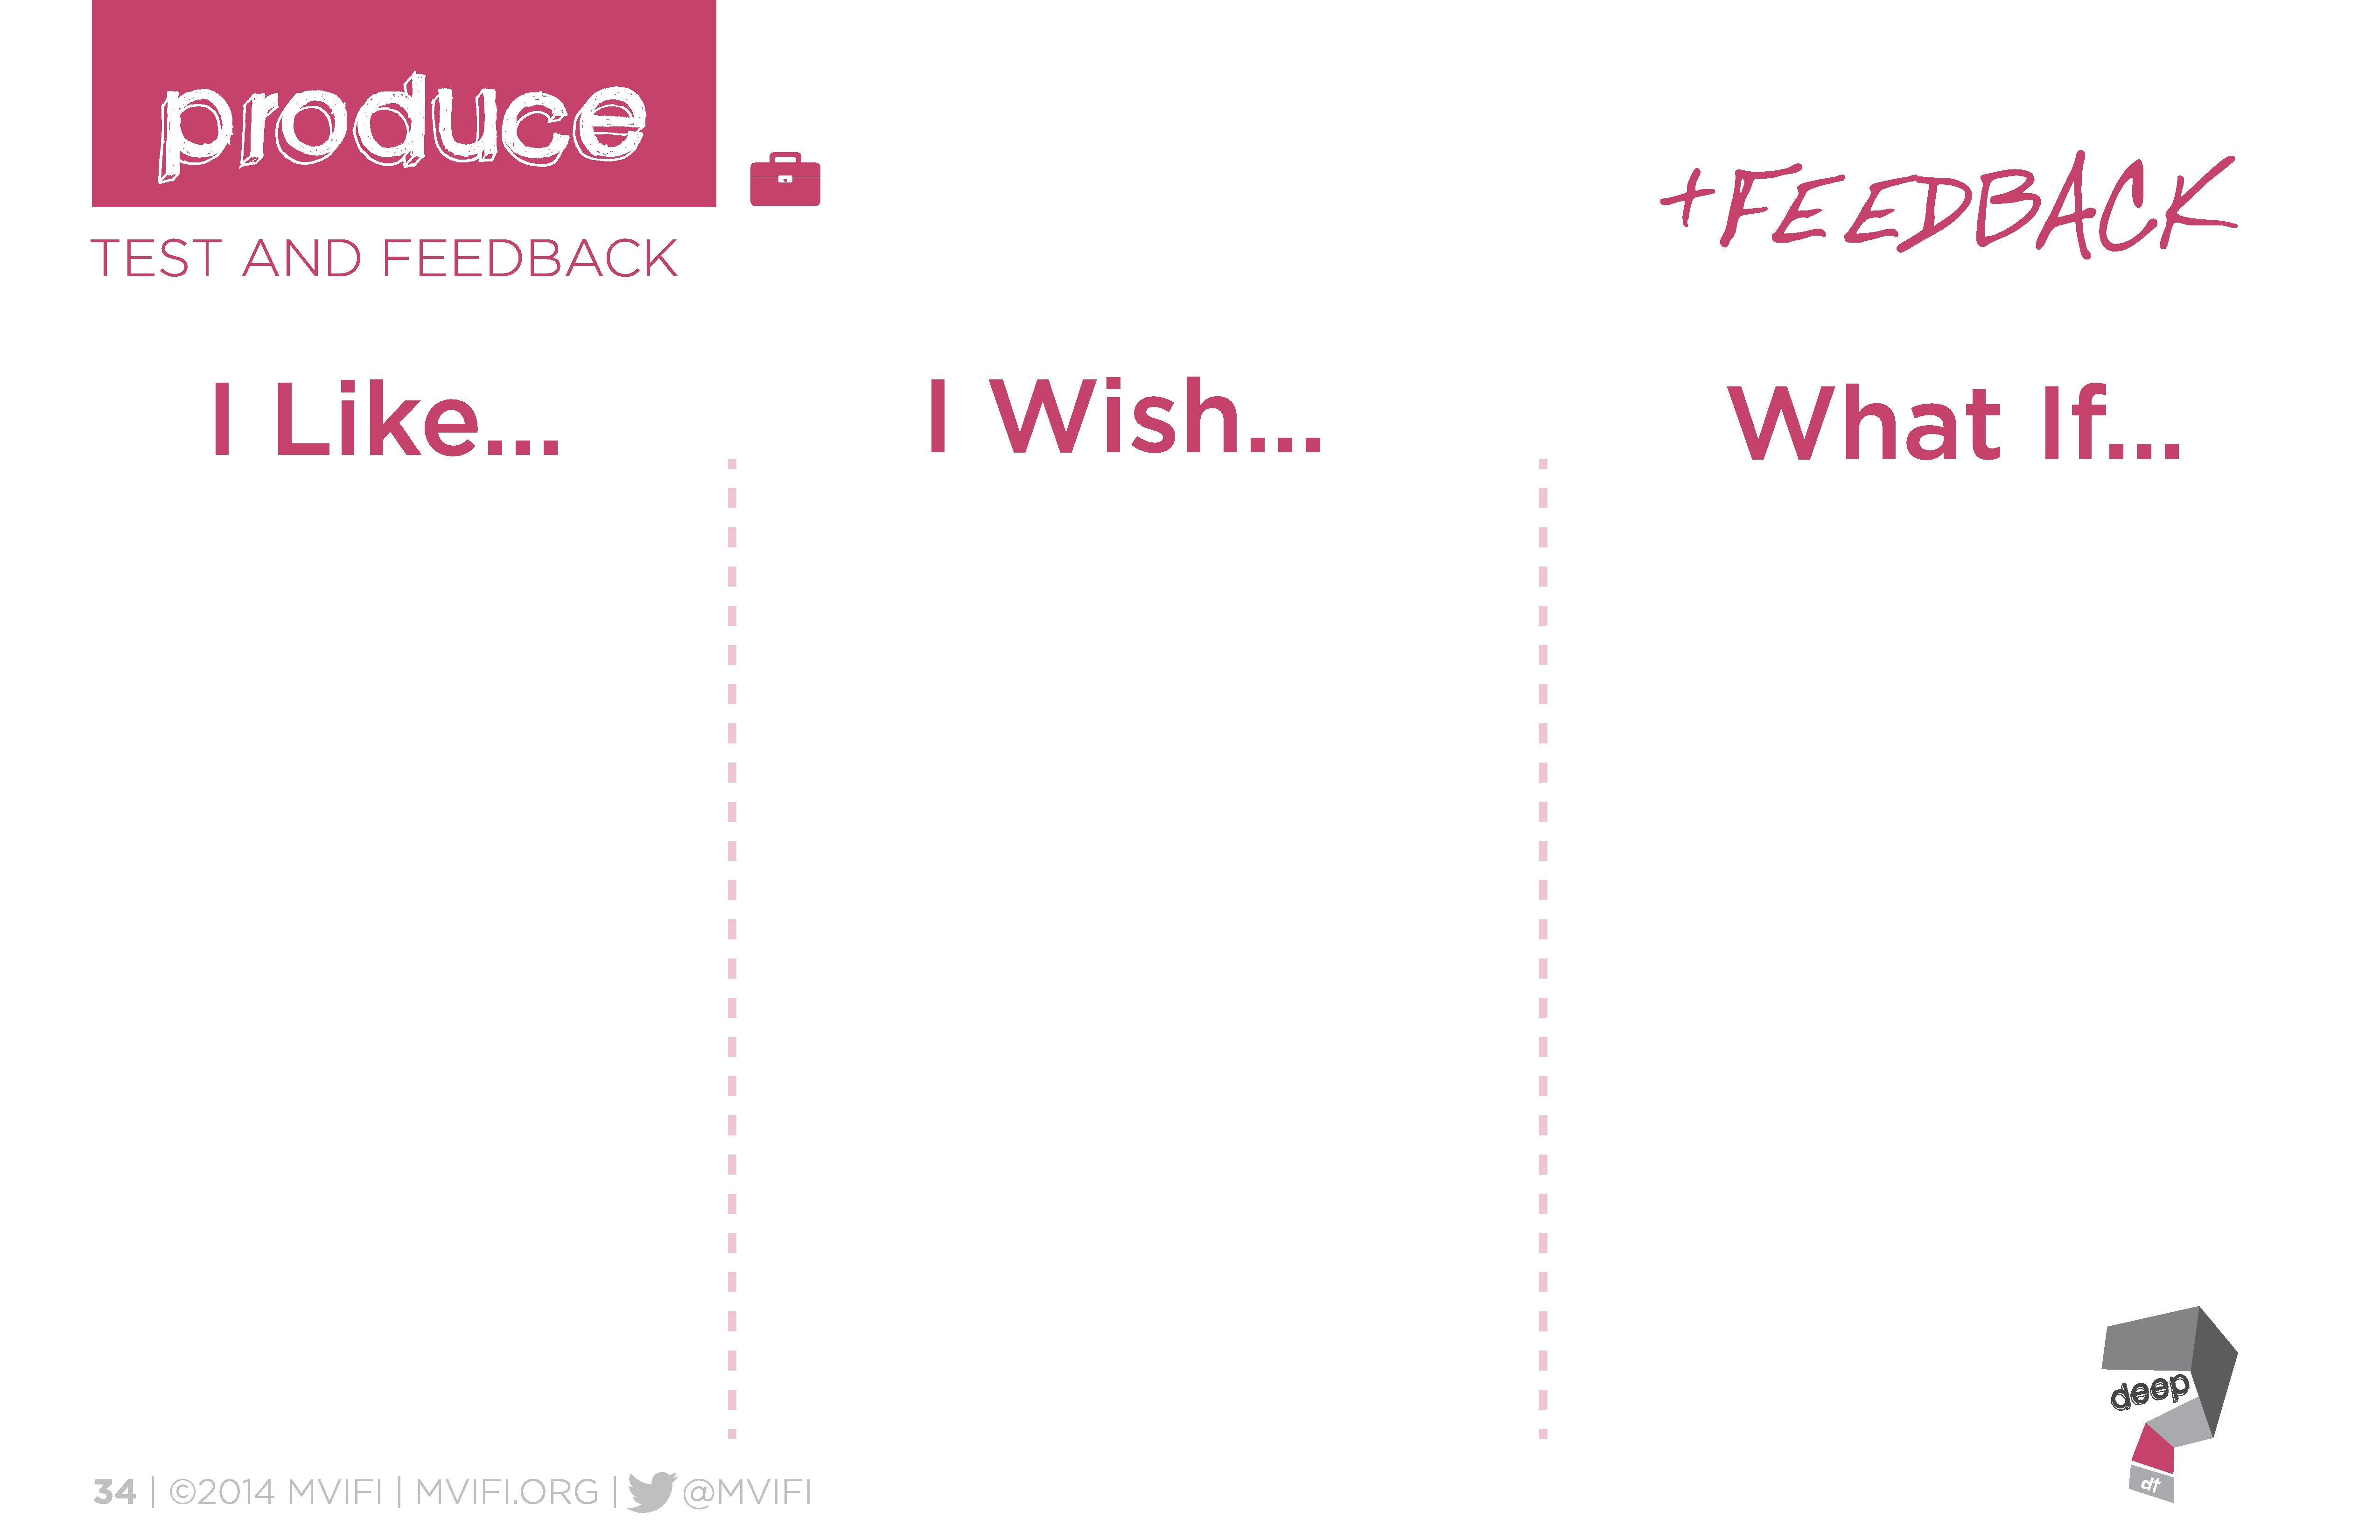 produce
TEST AND FEEDBACK
+FEEDBACK
I Like...
I Wish...
What If...
deep
dt
34 | ©2014 MVIFI | MVIFI.ORG | @MVIFI